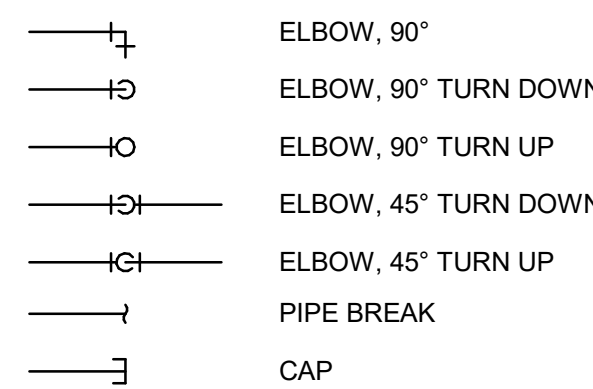 ELBOW, 90°
ELBOW, 90° TURN DOWN
ELBOW, 90° TURN UP
ELBOW, 45° TURN DOWN
ELBOW, 45° TURN UP
PIPE BREAK
CAP